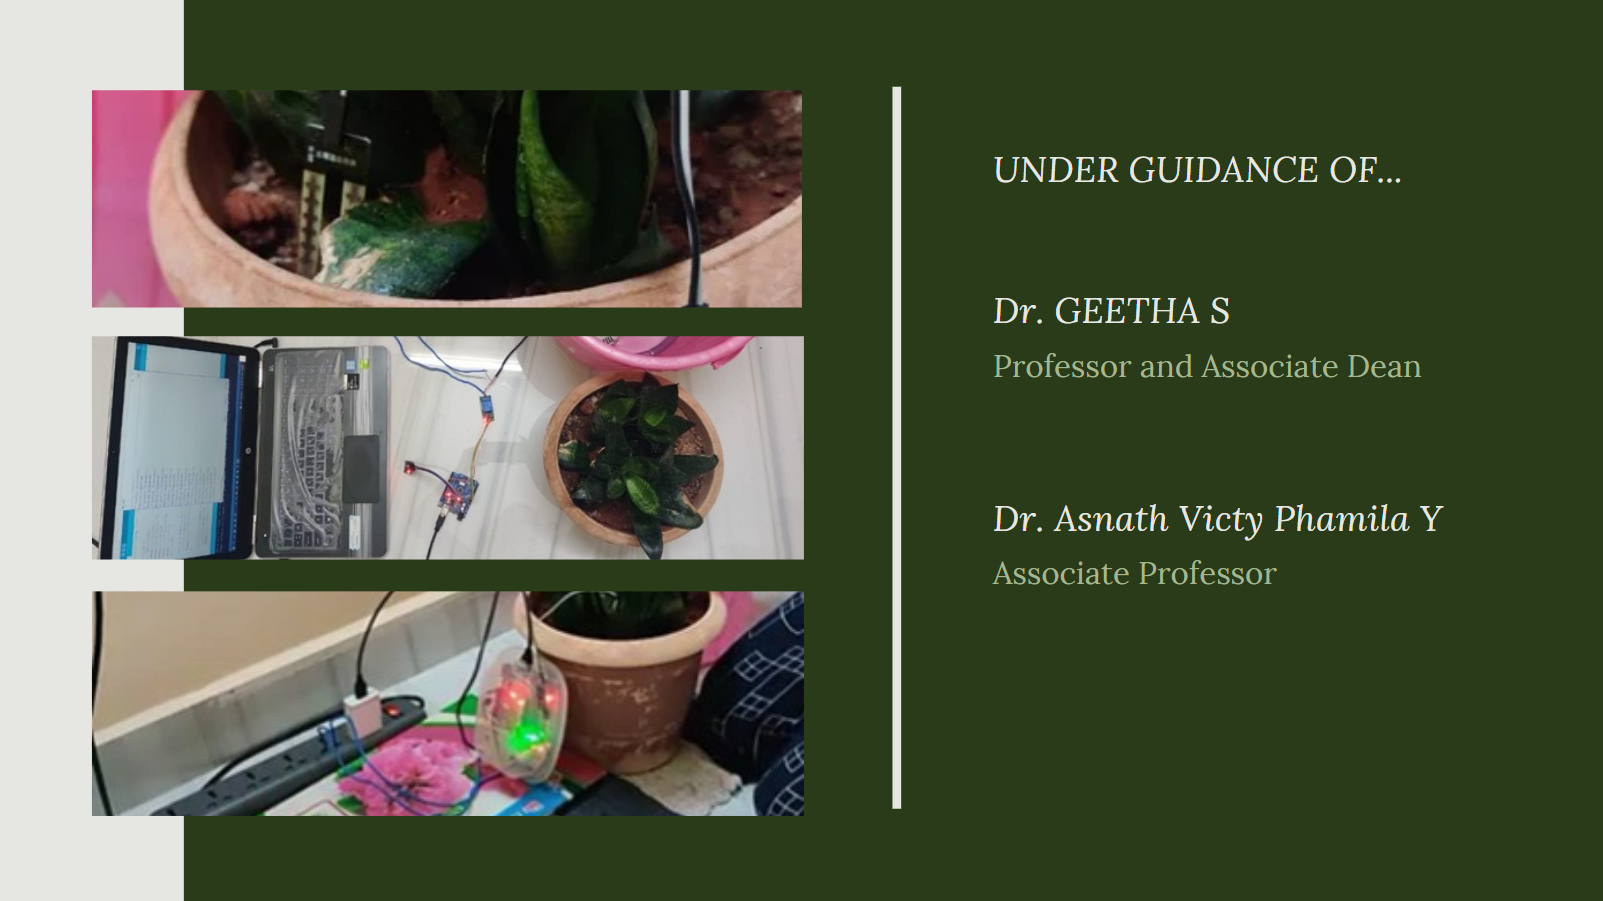 UNDER GUIDANCE OF...
Dr. GEETHA S
Professor and Associate Dean
Dr. Asnath Victy Phamila Y
Associate Professor